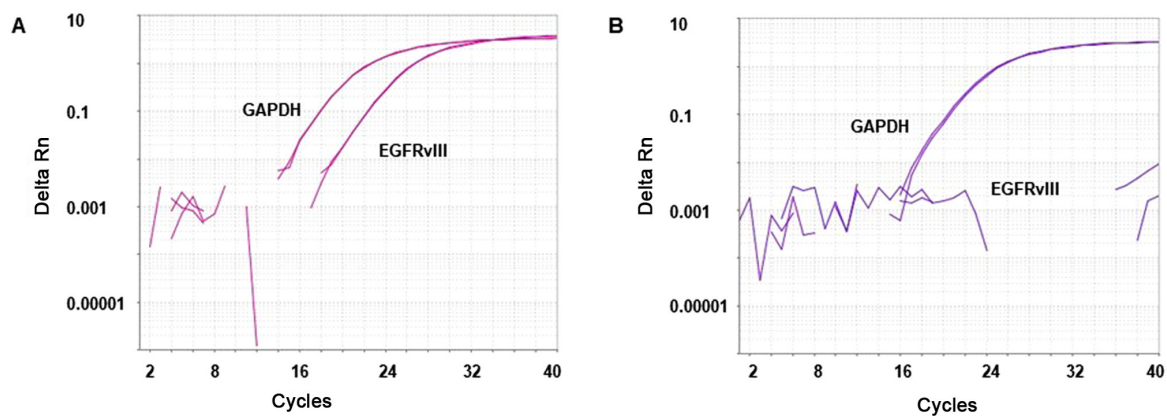 A
Delta Rn
10
0.1
0.001
0.00001
GAPDH
EGFRvIII
2 8 16 24 32 40
Cycles
B
Delta Rn
10
0.1
0.001
0.00001
GAPDH
EGFRvIII
2 8 16 24 32 40
Cycles